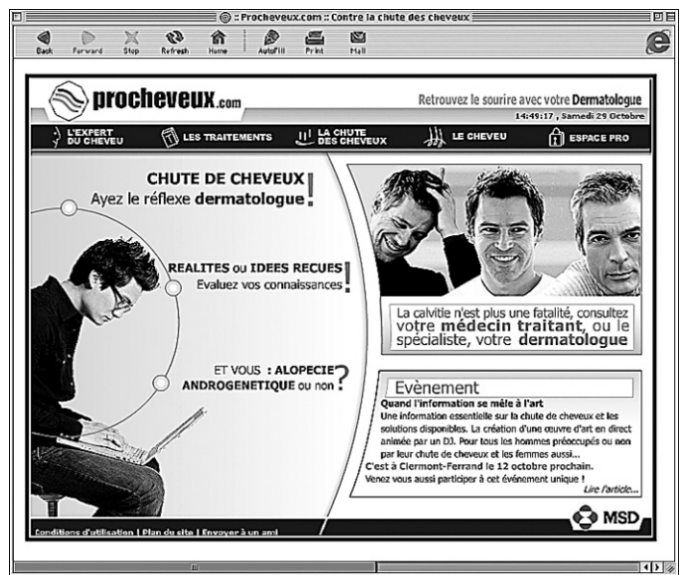 :: Procheveux.com :: Contre la chute des cheveux
Back Forward Stop Refresh Home AutoFill Print Mail
procheveux.com
Retrouvez le sourire avec votre Dermatologue
14:49:17 , Samedi 29 Octobre
L'EXPERT DU CHEVEU
LES TRAITEMENTS
LA CHUTE DES CHEVEUX
LE CHEVEU
ESPACE PRO
CHUTE DE CHEVEUX
Ayez le réflexe dermatologue !
REALITES ou IDEES RECUES
Evaluez vos connaissances !
ET VOUS : ALOPECIE
ANDROGENETIQUE ou non ?
La calvitie n'est plus une fatalité, consultez
votre médecin traitant, ou le
spécialiste, votre dermatologue
Evènement
Quand l'information se mêle à l'art
Une information essentielle sur la chute de cheveux et les
solutions disponibles. La création d'une œuvre d'art en direct
animée par un DJ. Pour tous les hommes préoccupés ou non
par leur chute de cheveux et les femmes aussi...
C'est à Clermont-Ferrand le 12 octobre prochain.
Venez vous aussi participer à cet événement unique !
Lire l'article...
Conditions d'utilisation | Plan du site | Envoyer à un ami
MSD